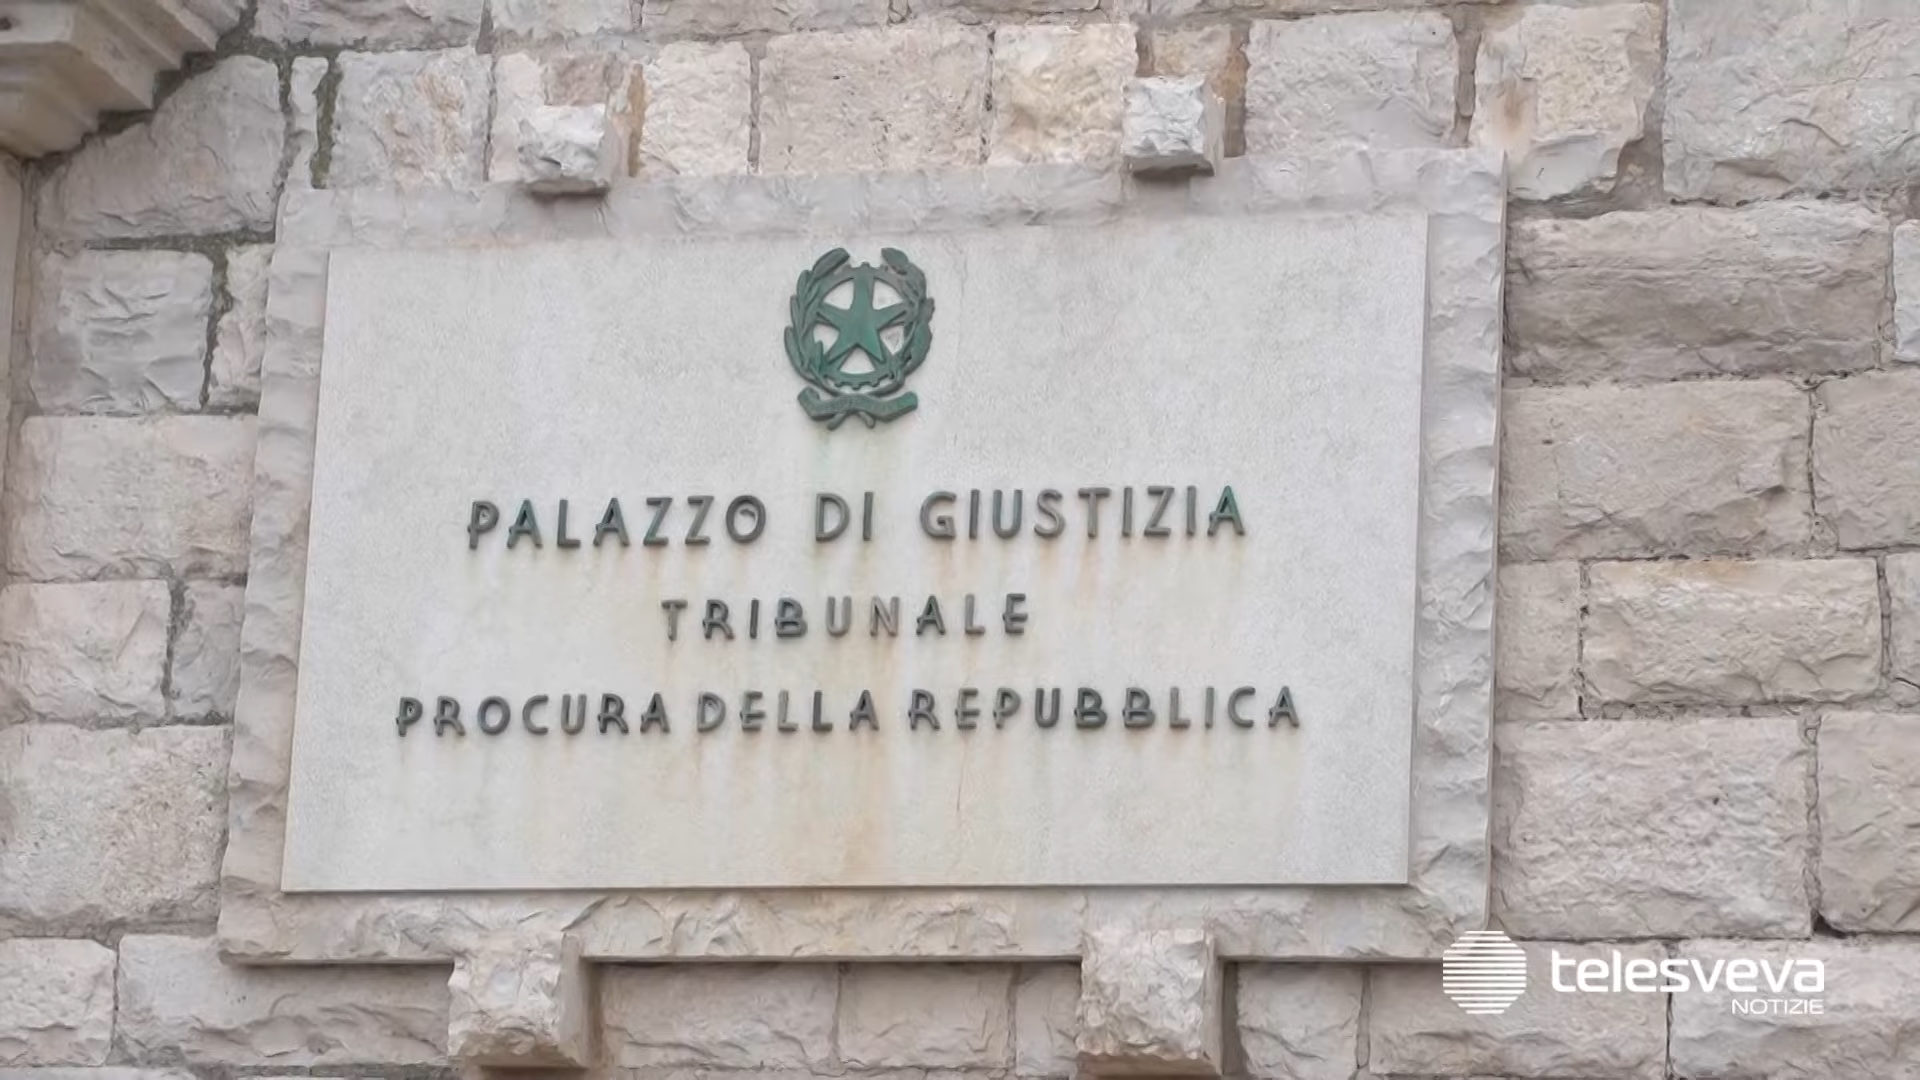 PALAZZO DI GIUSTIZIA
TRIBUNALE
PROCURA DELLA REPUBBLICA
telesveva
NOTIZIE